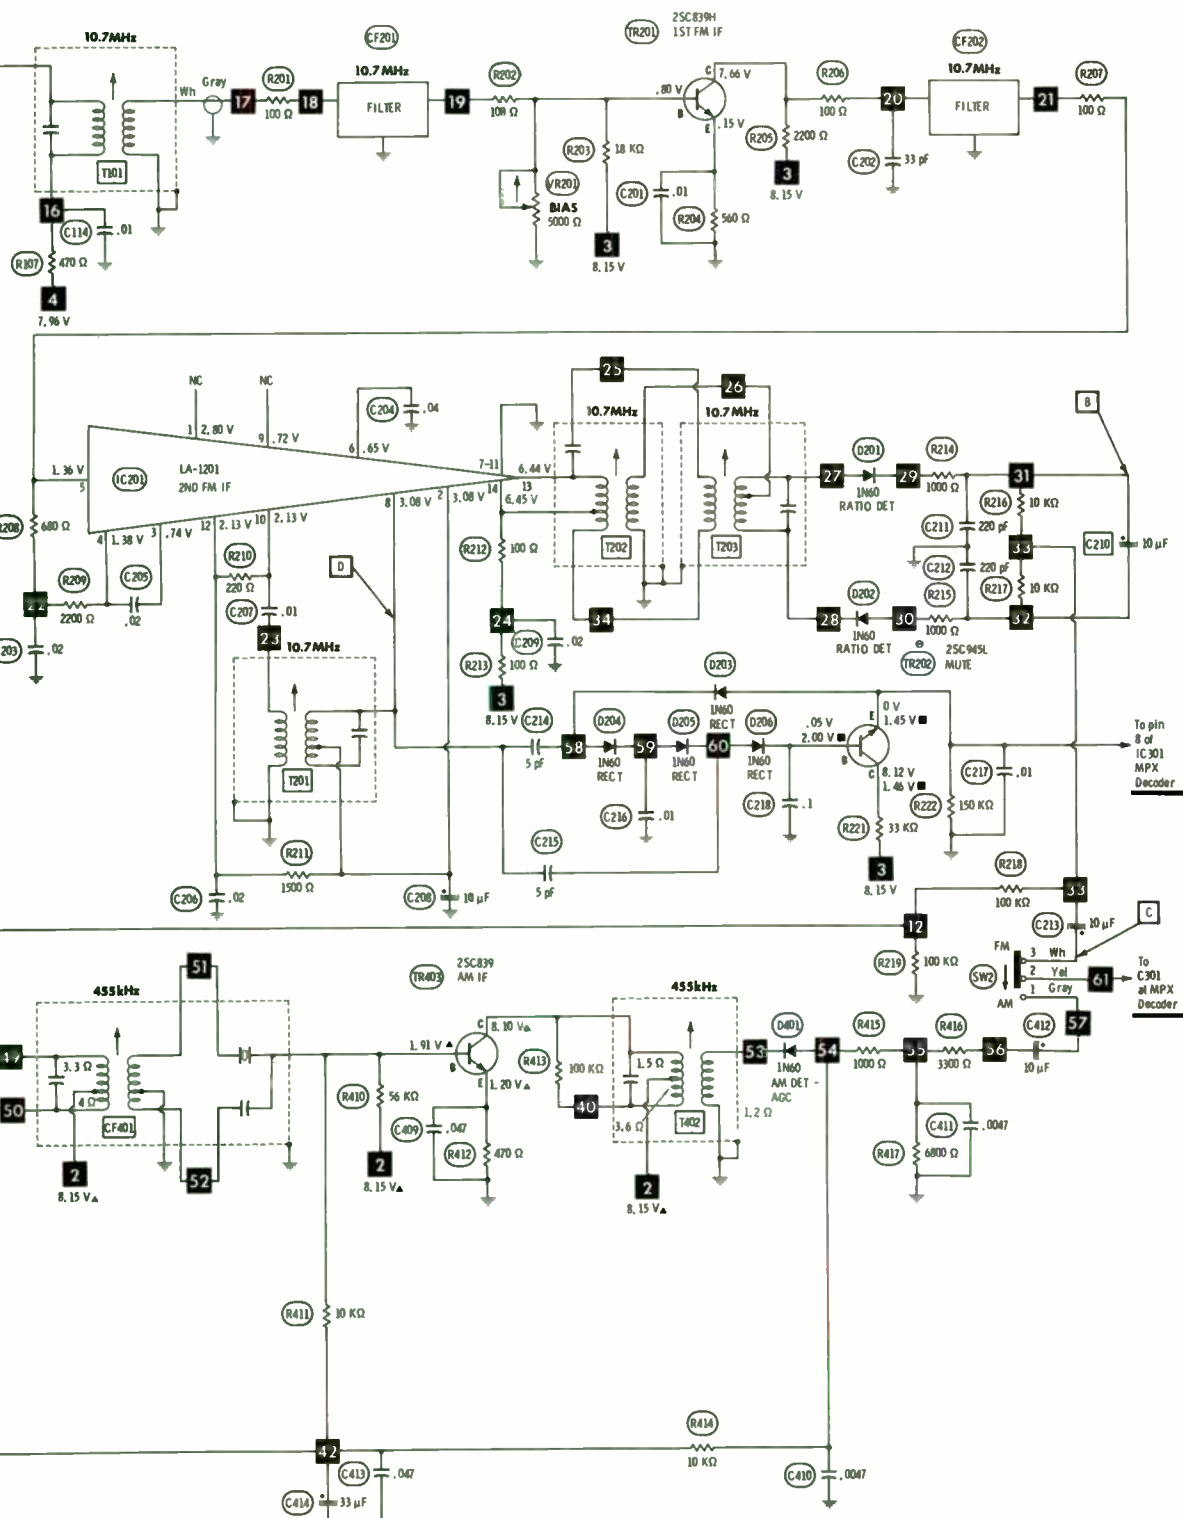 2SC839H
1ST FM IF
TR201
10.7MHz
CF201
10.7MHz
CF202
10.7MHz
Wh
Gray
R201
100 Ω
17
18
FILTER
19
R202
100 Ω
.80 V
C
7.66 V
B
E
.15 V
R206
100 Ω
20
FILTER
21
R207
100 Ω
T101
16
C114
.01
R107
470 Ω
4
7.96 V
VR201
BIAS
5000 Ω
R203
18 KΩ
3
8.15 V
C201
.01
R204
560 Ω
R205
2200 Ω
3
8.15 V
C202
33 pF
NC
NC
C204
.04
1
2.80 V
9
.72 V
6
.65 V
1.36 V
5
IC201
LA-1201
2ND FM IF
7-11
6.44 V
14
13
6.45 V
8
3.08 V
2
3.08 V
12
2.13 V
10
2.13 V
4
1.38 V
3
.74 V
25
26
10.7MHz
10.7MHz
T202
T203
34
27
D201
1N60
RATIO DET
29
R214
1000 Ω
31
B
R216
10 KΩ
C211
220 pF
33
C210
10 µF
C212
220 pF
R217
10 KΩ
28
D202
1N60
RATIO DET
30
R215
1000 Ω
32
R208
680 Ω
R209
2200 Ω
C205
.02
22
C203
.02
R210
220 Ω
C207
.01
23
10.7MHz
T201
D
R212
100 Ω
24
C209
.02
R213
100 Ω
3
8.15 V
TR202
2SC945L
MUTE
D203
1N60
RECT
C214
5 pF
58
D204
1N60
RECT
59
D205
1N60
RECT
60
D206
1N60
RECT
.05 V
2.00 V ■
E
0 V
1.45 V ■
B
C
8.12 V
1.46 V ■
C216
.01
C218
.1
C215
5 pF
R221
33 KΩ
3
8.15 V
R222
150 KΩ
C217
.01
To pin
8 of
IC301
MPX
Decoder
R211
1500 Ω
C206
.02
C208
10 µF
R218
100 KΩ
33
12
R219
100 KΩ
C213
10 µF
C
FM
AM
SW2
3 Wh
2 Yel
1 Gray
61
To
C301
at MPX
Decoder
57
455kHz
51
49
50
3.3 Ω
4 Ω
CF401
52
2
8.15 V▲
TR403
2SC839
AM IF
C
8.10 V▲
1.91 V ▲
B
E
1.20 V▲
R410
56 KΩ
2
8.15 V▲
C409
.047
R412
470 Ω
R413
100 KΩ
40
455kHz
1.5 Ω
3.6 Ω
T402
1.2 Ω
2
8.15 V▲
53
D401
1N60
AM DET -
AGC
54
R415
1000 Ω
55
R416
3300 Ω
56
C412
10 µF
C411
.0047
R417
6800 Ω
R411
10 KΩ
42
R414
10 KΩ
C413
.047
C414
33 µF
C410
.0047